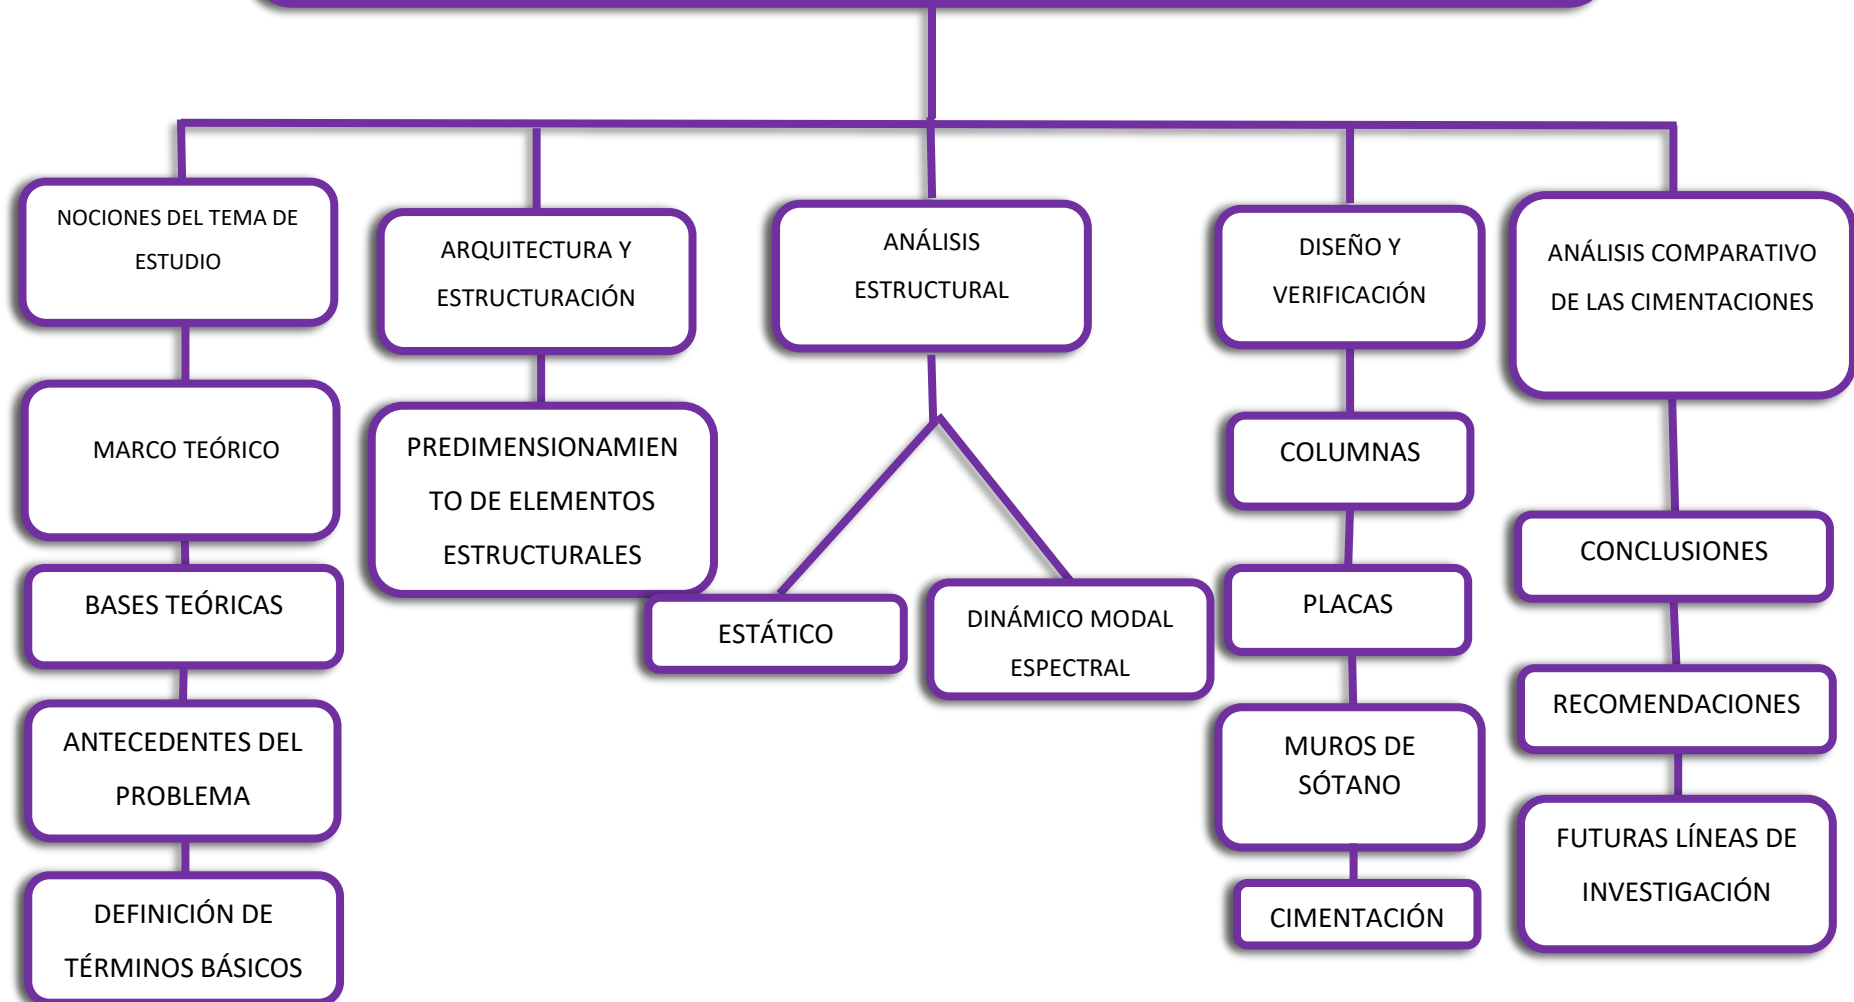 NOCIONES DEL TEMA DE
ESTUDIO
MARCO TEÓRICO
BASES TEÓRICAS
ANTECEDENTES DEL
PROBLEMA
DEFINICIÓN DE
TÉRMINOS BÁSICOS
ARQUITECTURA Y
ESTRUCTURACIÓN
PREDIMENSIONAMIEN
TO DE ELEMENTOS
ESTRUCTURALES
ANÁLISIS
ESTRUCTURAL
ESTÁTICO
DINÁMICO MODAL
ESPECTRAL
DISEÑO Y
VERIFICACIÓN
COLUMNAS
PLACAS
MUROS DE
SÓTANO
CIMENTACIÓN
ANÁLISIS COMPARATIVO
DE LAS CIMENTACIONES
CONCLUSIONES
RECOMENDACIONES
FUTURAS LÍNEAS DE
INVESTIGACIÓN